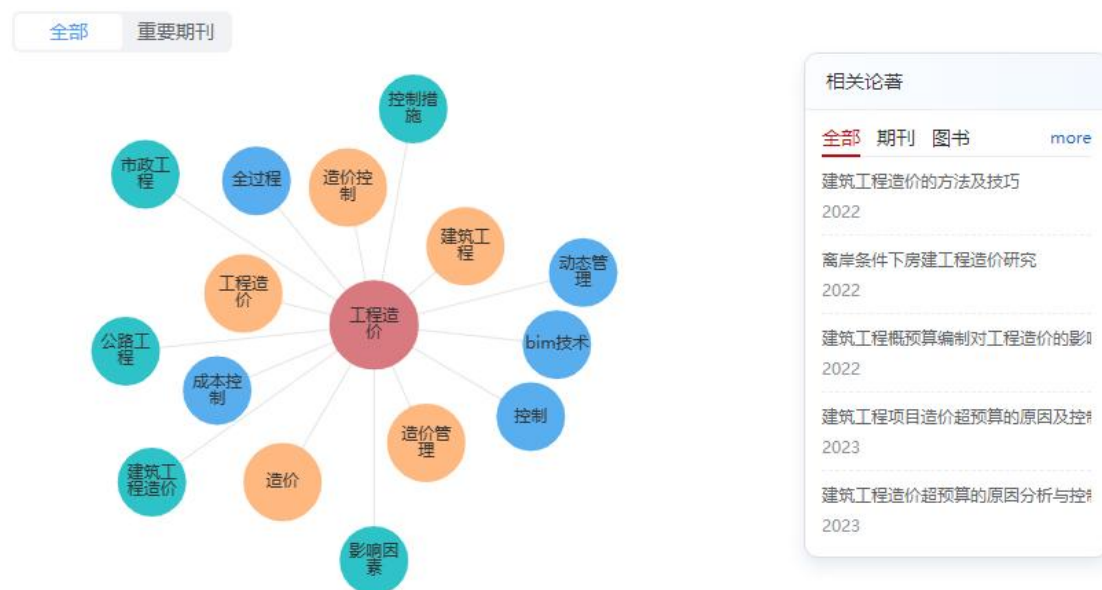 全部 重要期刊
控制措
施
市政工
程
全过程
造价控
制
建筑工
程
动态管
理
工程造
价
工程造
价
bim技术
公路工
程
成本控
制
控制
造价管
理
建筑工
程造价
造价
影响因
素
相关论著
全部 期刊 图书 more
建筑工程造价的方法及技巧
2022
离岸条件下房建工程造价研究
2022
建筑工程概预算编制对工程造价的影
2022
建筑工程项目造价超预算的原因及控
2023
建筑工程造价超预算的原因分析与控
2023